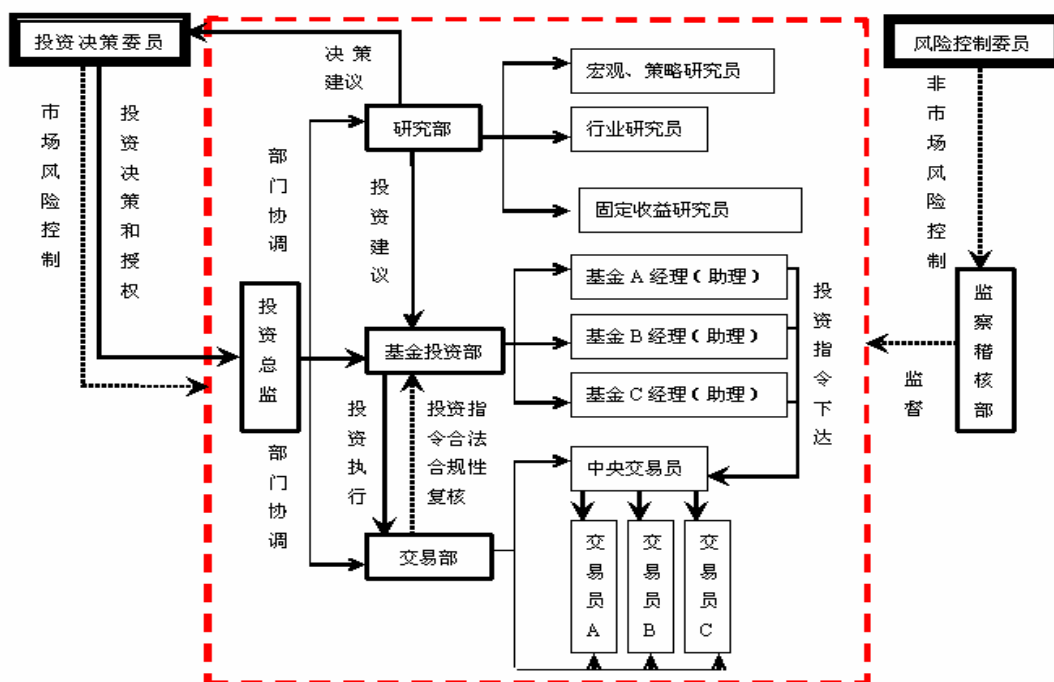 投资决策委员
风险控制委员
决策
建议
宏观、策略研究员
研究部
行业研究员
固定收益研究员
市场风险控制
投资决策和授权
部门协调
投资建议
非市场风险控制
投资总监
基金投资部
基金A经理（助理）
基金B经理（助理）
基金C经理（助理）
投资指令下达
监察稽核部
监督
部门协调
投资执行
投资指
令合法
合规性
复核
中央交易员
交易部
交易员A
交易员B
交易员C